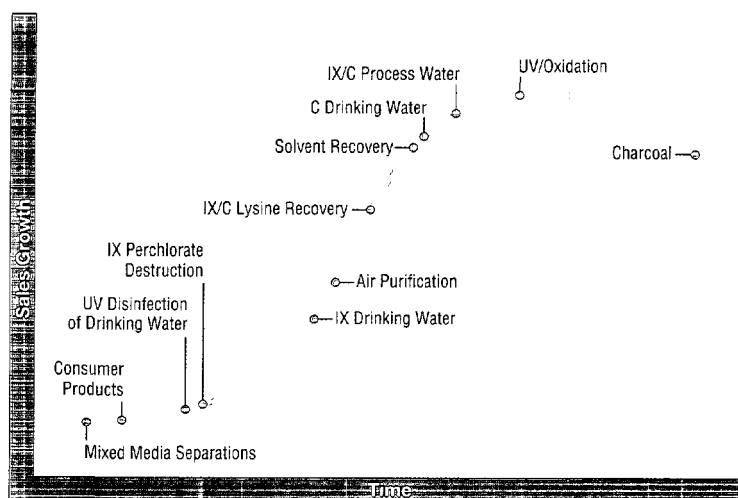 UV/Oxidation
IX/C Process Water
C Drinking Water
Solvent Recovery
Charcoal
IX/C Lysine Recovery
IX Perchlorate
Destruction
Air Purification
UV Disinfection
of Drinking Water
IX Drinking Water
Consumer
Products
Mixed Media Separations
Sales Growth
Time